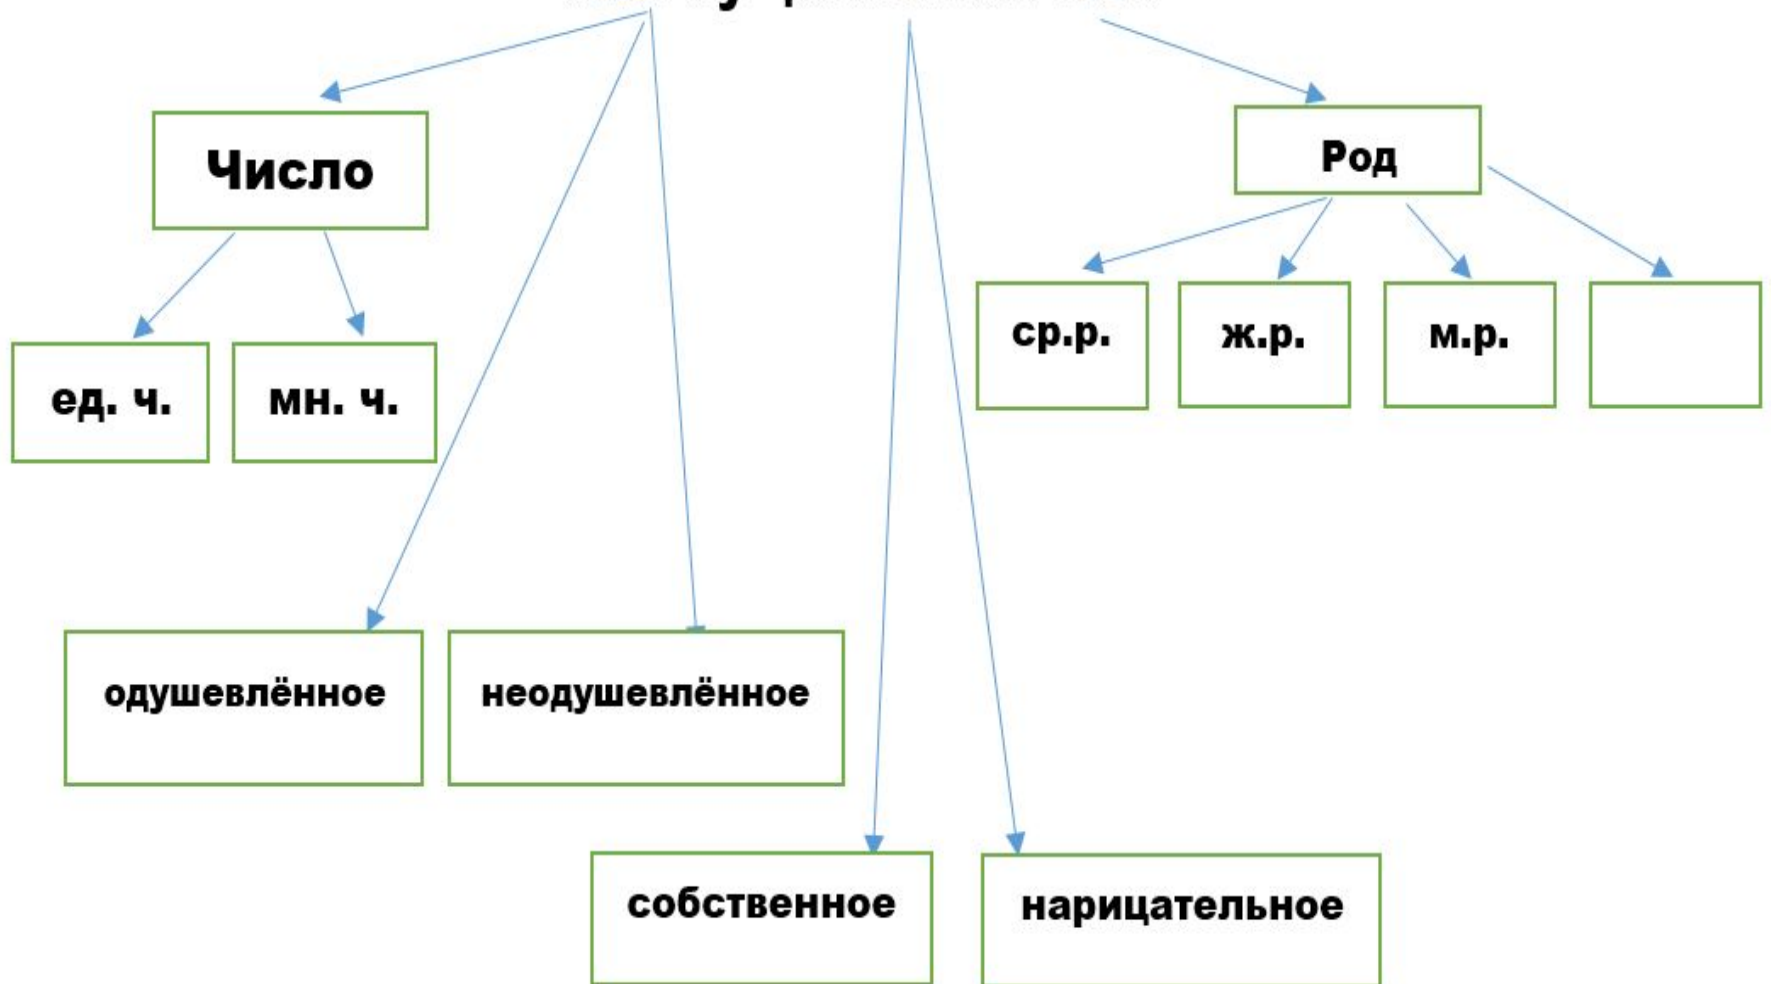 Число
Род
ср.р.
ж.р.
м.р.
ед. ч.
мн. ч.
одушевлённое
неодушевлённое
собственное
нарицательное